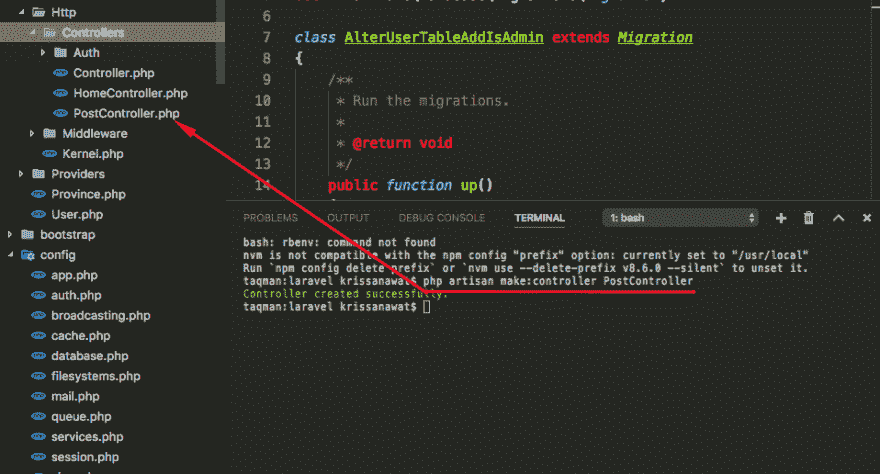 Http
Controllers
Auth
Controller.php
HomeController.php
PostController.php
Middleware
Kernel.php
Providers
Province.php
User.php
bootstrap
config
app.php
auth.php
broadcasting.php
cache.php
database.php
filesystems.php
mail.php
queue.php
services.php
session.php
6
7 class AlterUserTableAddIsAdmin extends Migration
8 {
9 /**
10 * Run the migrations.
11 *
12 * @return void
13 */
14 public function up()
PROBLEMS OUTPUT DEBUG CONSOLE TERMINAL 1: bash
bash: rbenv: command not found
nvm is not compatible with the npm config "prefix" option: currently set to "/usr/local"
Run `npm config delete prefix` or `nvm use --delete-prefix v8.6.0 --silent` to unset it.
taqman:laravel krissanawat$ php artisan make:controller PostController
Controller created successfully.
taqman:laravel krissanawat$